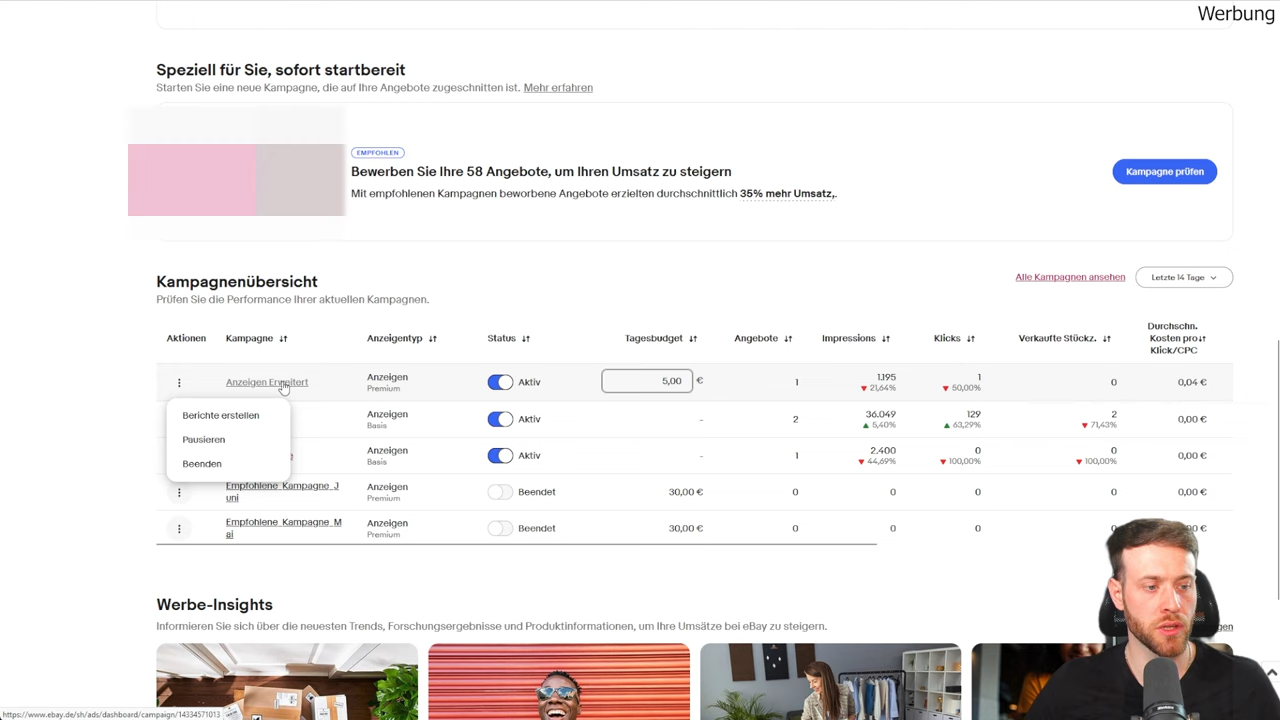 Werbung
Speziell für Sie, sofort startbereit
Starten Sie eine neue Kampagne, die auf Ihre Angebote zugeschnitten ist. Mehr erfahren
EMPFOHLEN
Bewerben Sie Ihre 58 Angebote, um Ihren Umsatz zu steigern
Mit empfohlenen Kampagnen beworbene Angebote erzielten durchschnittlich 35% mehr Umsatz,.
Kampagne prüfen
Kampagnenübersicht
Prüfen Sie die Performance Ihrer aktuellen Kampagnen.
Alle Kampagnen ansehen
Letzte 14 Tage
Aktionen Kampagne Anzeigentyp Status Tagesbudget Angebote Impressions Klicks Verkaufte Stückz. Durchschn.
Kosten pro
Klick/CPC
Anzeigen Erweitert Anzeigen Aktiv 5,00 € 1 1.195 1 0 0,04 €
Premium 21,64% 50,00%
Berichte erstellen
Pausieren
Beenden
Anzeigen Aktiv - 2 36.049 129 2 0,00 €
Basis 5,40% 63,29% 71,43%
Anzeigen Aktiv - 1 2.400 0 0 0,00 €
Basis 44,69% 100,00% 100,00%
Empfohlene_Kampagne_J Anzeigen Beendet 30,00 € 0 0 0 0 0,00 €
uni Premium
Empfohlene_Kampagne_M Anzeigen Beendet 30,00 € 0 0 0
ai Premium
Werbe-Insights
Informieren Sie sich über die neuesten Trends, Forschungsergebnisse und Produktinformationen, um Ihre Umsätze bei eBay zu steigern.
https://www.ebay.de/sh/ads/dashboard/campaign/14334571013